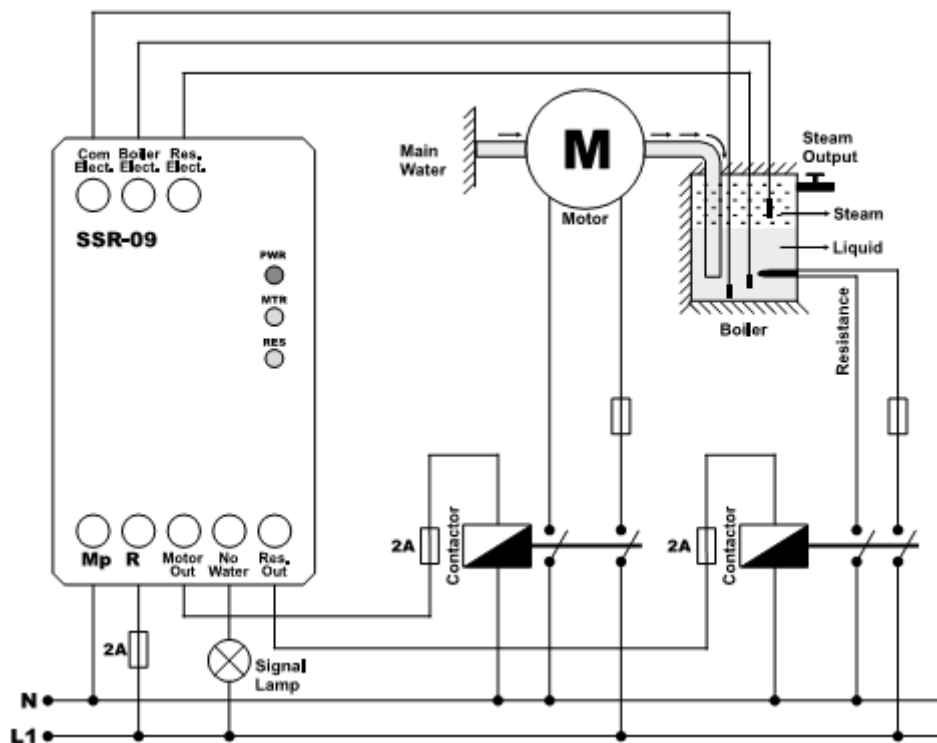 Com
Elect.
Boiler
Elect.
Res.
Elect.
SSR-09
PWR
MTR
RES
Main
Water
M
Motor
Steam
Output
Steam
Liquid
Boiler
Resistance
Mp
R
Motor
Out
No
Water
Res.
Out
2A
Contactor
2A
Contactor
2A
Signal
Lamp
N
L1